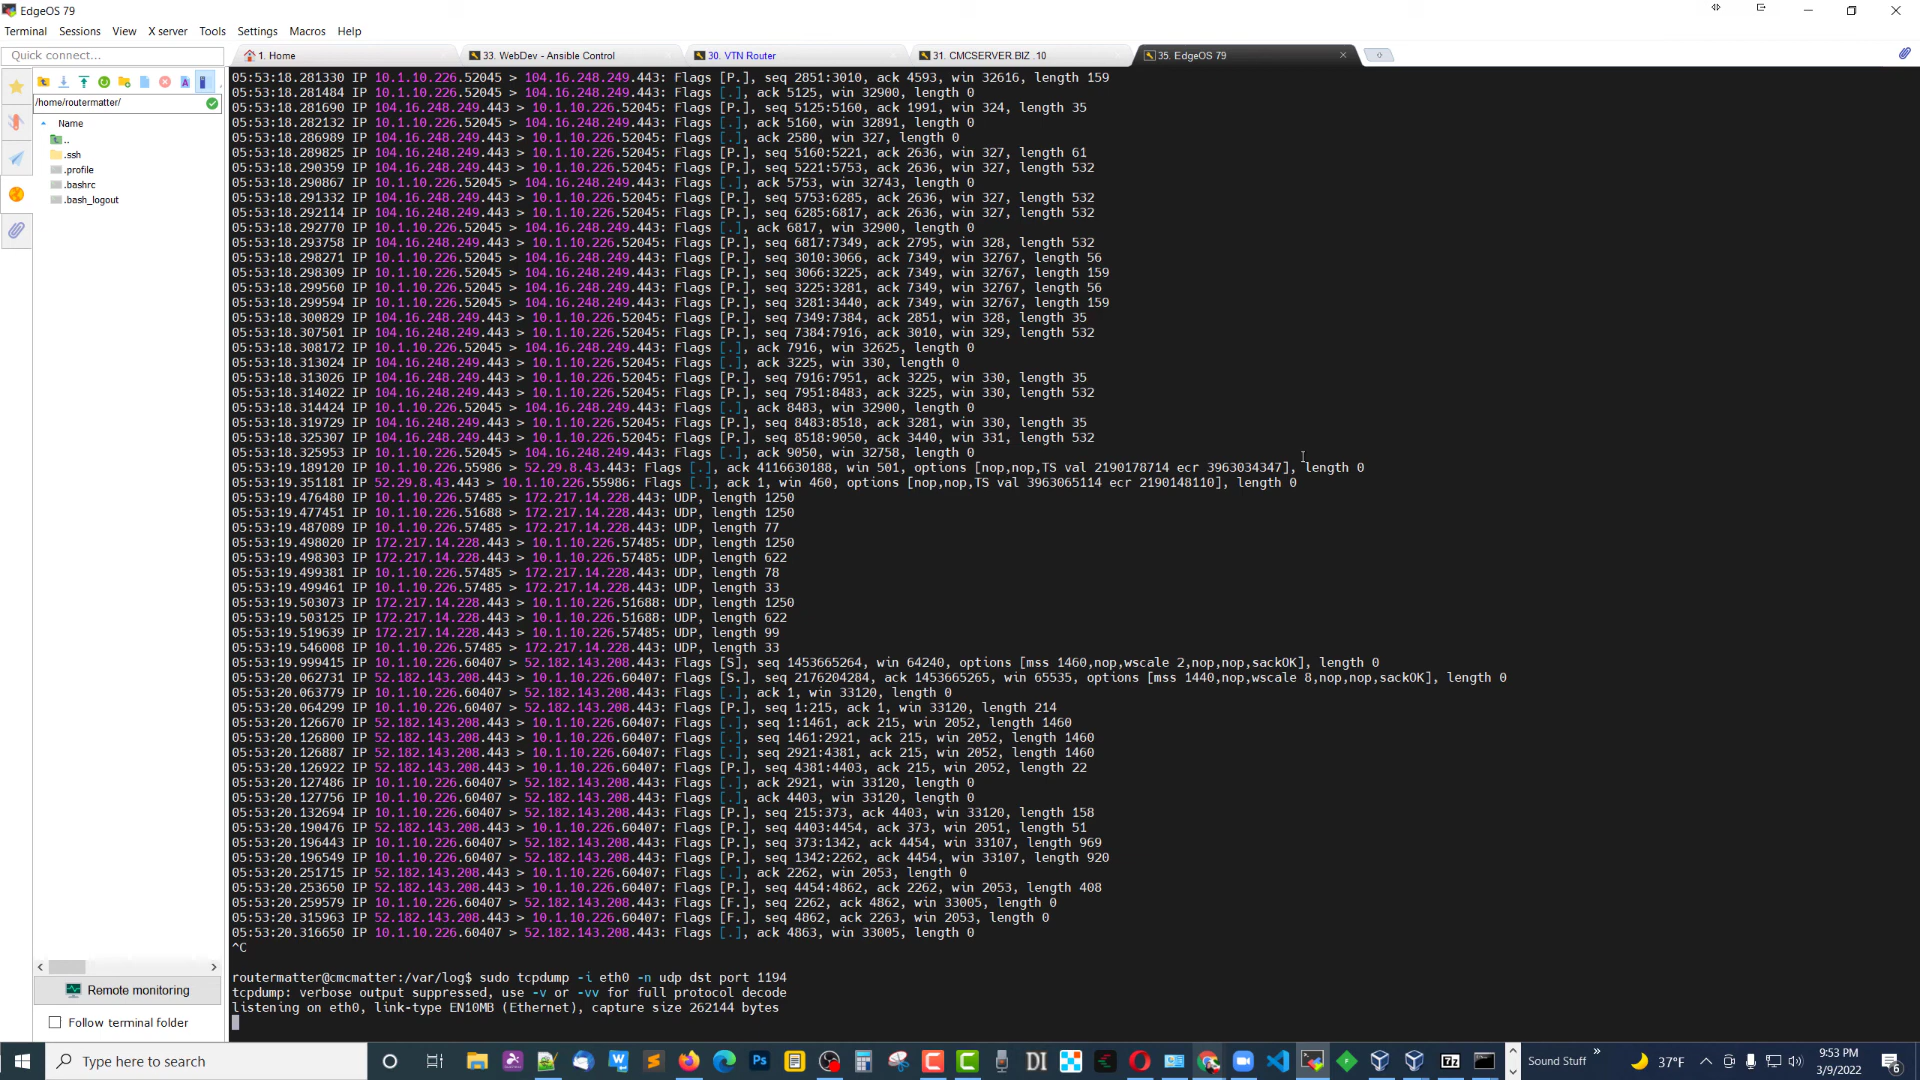 EdgeOS 79
Terminal Sessions View X server Tools Settings Macros Help
Quick connect...
1. Home
33. WebDev - Ansible Control
30. VTN Router
31. CMCSERVER.BIZ .10
35. EdgeOS 79
/home/routermatter/
Name
..
.ssh
.profile
.bashrc
.bash_logout
05:53:18.281330 IP 10.1.10.226.52045 > 104.16.248.249.443: Flags [P.], seq 2851:3010, ack 4593, win 32616, length 159
05:53:18.281484 IP 10.1.10.226.52045 > 104.16.248.249.443: Flags [.], ack 5125, win 32900, length 0
05:53:18.281690 IP 104.16.248.249.443 > 10.1.10.226.52045: Flags [P.], seq 5125:5160, ack 1991, win 324, length 35
05:53:18.282132 IP 10.1.10.226.52045 > 104.16.248.249.443: Flags [.], ack 5160, win 32891, length 0
05:53:18.286989 IP 104.16.248.249.443 > 10.1.10.226.52045: Flags [.], ack 2580, win 327, length 0
05:53:18.289825 IP 104.16.248.249.443 > 10.1.10.226.52045: Flags [P.], seq 5160:5221, ack 2636, win 327, length 61
05:53:18.290359 IP 104.16.248.249.443 > 10.1.10.226.52045: Flags [P.], seq 5221:5753, ack 2636, win 327, length 532
05:53:18.290867 IP 10.1.10.226.52045 > 104.16.248.249.443: Flags [.], ack 5753, win 32743, length 0
05:53:18.291332 IP 104.16.248.249.443 > 10.1.10.226.52045: Flags [P.], seq 5753:6285, ack 2636, win 327, length 532
05:53:18.292114 IP 104.16.248.249.443 > 10.1.10.226.52045: Flags [P.], seq 6285:6817, ack 2636, win 327, length 532
05:53:18.292770 IP 10.1.10.226.52045 > 104.16.248.249.443: Flags [.], ack 6817, win 32900, length 0
05:53:18.293758 IP 104.16.248.249.443 > 10.1.10.226.52045: Flags [P.], seq 6817:7349, ack 2795, win 328, length 532
05:53:18.298271 IP 10.1.10.226.52045 > 104.16.248.249.443: Flags [P.], seq 3010:3066, ack 7349, win 32767, length 56
05:53:18.298309 IP 10.1.10.226.52045 > 104.16.248.249.443: Flags [P.], seq 3066:3225, ack 7349, win 32767, length 159
05:53:18.299560 IP 10.1.10.226.52045 > 104.16.248.249.443: Flags [P.], seq 3225:3281, ack 7349, win 32767, length 56
05:53:18.299594 IP 10.1.10.226.52045 > 104.16.248.249.443: Flags [P.], seq 3281:3440, ack 7349, win 32767, length 159
05:53:18.300829 IP 104.16.248.249.443 > 10.1.10.226.52045: Flags [P.], seq 7349:7384, ack 2851, win 328, length 35
05:53:18.307501 IP 104.16.248.249.443 > 10.1.10.226.52045: Flags [P.], seq 7384:7916, ack 3010, win 329, length 532
05:53:18.308172 IP 10.1.10.226.52045 > 104.16.248.249.443: Flags [.], ack 7916, win 32625, length 0
05:53:18.313024 IP 104.16.248.249.443 > 10.1.10.226.52045: Flags [.], ack 3225, win 330, length 0
05:53:18.313026 IP 104.16.248.249.443 > 10.1.10.226.52045: Flags [P.], seq 7916:7951, ack 3225, win 330, length 35
05:53:18.314022 IP 104.16.248.249.443 > 10.1.10.226.52045: Flags [P.], seq 7951:8483, ack 3225, win 330, length 532
05:53:18.314424 IP 10.1.10.226.52045 > 104.16.248.249.443: Flags [.], ack 8483, win 32900, length 0
05:53:18.319729 IP 104.16.248.249.443 > 10.1.10.226.52045: Flags [P.], seq 8483:8518, ack 3281, win 330, length 35
05:53:18.325307 IP 104.16.248.249.443 > 10.1.10.226.52045: Flags [P.], seq 8518:9050, ack 3440, win 331, length 532
05:53:18.325953 IP 10.1.10.226.52045 > 104.16.248.249.443: Flags [.], ack 9050, win 32758, length 0
05:53:19.189120 IP 10.1.10.226.55986 > 52.29.8.43.443: Flags [.], ack 4116630188, win 501, options [nop,nop,TS val 2190178714 ecr 3963034347], length 0
05:53:19.351181 IP 52.29.8.43.443 > 10.1.10.226.55986: Flags [.], ack 1, win 460, options [nop,nop,TS val 3963065114 ecr 2190148110], length 0
05:53:19.476480 IP 10.1.10.226.57485 > 172.217.14.228.443: UDP, length 1250
05:53:19.477451 IP 10.1.10.226.51688 > 172.217.14.228.443: UDP, length 1250
05:53:19.487089 IP 10.1.10.226.57485 > 172.217.14.228.443: UDP, length 77
05:53:19.498020 IP 172.217.14.228.443 > 10.1.10.226.57485: UDP, length 1250
05:53:19.498303 IP 172.217.14.228.443 > 10.1.10.226.57485: UDP, length 622
05:53:19.499381 IP 10.1.10.226.57485 > 172.217.14.228.443: UDP, length 78
05:53:19.499461 IP 10.1.10.226.57485 > 172.217.14.228.443: UDP, length 33
05:53:19.503073 IP 172.217.14.228.443 > 10.1.10.226.51688: UDP, length 1250
05:53:19.503125 IP 172.217.14.228.443 > 10.1.10.226.51688: UDP, length 622
05:53:19.519639 IP 172.217.14.228.443 > 10.1.10.226.57485: UDP, length 99
05:53:19.546008 IP 10.1.10.226.57485 > 172.217.14.228.443: UDP, length 33
05:53:19.999415 IP 10.1.10.226.60407 > 52.182.143.208.443: Flags [S], seq 1453665264, win 64240, options [mss 1460,nop,wscale 2,nop,nop,sackOK], length 0
05:53:20.062731 IP 52.182.143.208.443 > 10.1.10.226.60407: Flags [S.], seq 2176204284, ack 1453665265, win 65535, options [mss 1440,nop,wscale 8,nop,nop,sackOK], length 0
05:53:20.063779 IP 10.1.10.226.60407 > 52.182.143.208.443: Flags [.], ack 1, win 33120, length 0
05:53:20.064299 IP 10.1.10.226.60407 > 52.182.143.208.443: Flags [P.], seq 1:215, ack 1, win 33120, length 214
05:53:20.126670 IP 52.182.143.208.443 > 10.1.10.226.60407: Flags [.], seq 1:1461, ack 215, win 2052, length 1460
05:53:20.126800 IP 52.182.143.208.443 > 10.1.10.226.60407: Flags [.], seq 1461:2921, ack 215, win 2052, length 1460
05:53:20.126887 IP 52.182.143.208.443 > 10.1.10.226.60407: Flags [.], seq 2921:4381, ack 215, win 2052, length 1460
05:53:20.126922 IP 52.182.143.208.443 > 10.1.10.226.60407: Flags [P.], seq 4381:4403, ack 215, win 2052, length 22
05:53:20.127486 IP 10.1.10.226.60407 > 52.182.143.208.443: Flags [.], ack 2921, win 33120, length 0
05:53:20.127756 IP 10.1.10.226.60407 > 52.182.143.208.443: Flags [.], ack 4403, win 33120, length 0
05:53:20.132694 IP 10.1.10.226.60407 > 52.182.143.208.443: Flags [P.], seq 215:373, ack 4403, win 33120, length 158
05:53:20.190476 IP 52.182.143.208.443 > 10.1.10.226.60407: Flags [P.], seq 4403:4454, ack 373, win 2051, length 51
05:53:20.196443 IP 10.1.10.226.60407 > 52.182.143.208.443: Flags [P.], seq 373:1342, ack 4454, win 33107, length 969
05:53:20.196549 IP 10.1.10.226.60407 > 52.182.143.208.443: Flags [P.], seq 1342:2262, ack 4454, win 33107, length 920
05:53:20.251715 IP 52.182.143.208.443 > 10.1.10.226.60407: Flags [.], ack 2262, win 2053, length 0
05:53:20.253650 IP 52.182.143.208.443 > 10.1.10.226.60407: Flags [P.], seq 4454:4862, ack 2262, win 2053, length 408
05:53:20.259579 IP 10.1.10.226.60407 > 52.182.143.208.443: Flags [F.], seq 2262, ack 4862, win 33005, length 0
05:53:20.315963 IP 52.182.143.208.443 > 10.1.10.226.60407: Flags [F.], seq 4862, ack 2263, win 2053, length 0
05:53:20.316650 IP 10.1.10.226.60407 > 52.182.143.208.443: Flags [.], ack 4863, win 33005, length 0
^C
routermatter@cmcmatter:/var/log$ sudo tcpdump -i eth0 -n udp dst port 1194
tcpdump: verbose output suppressed, use -v or -vv for full protocol decode
listening on eth0, link-type EN10MB (Ethernet), capture size 262144 bytes
Remote monitoring
Follow terminal folder
Type here to search
Ps
DI
7z
Sound Stuff
37°F
9:53 PM
3/9/2022
6